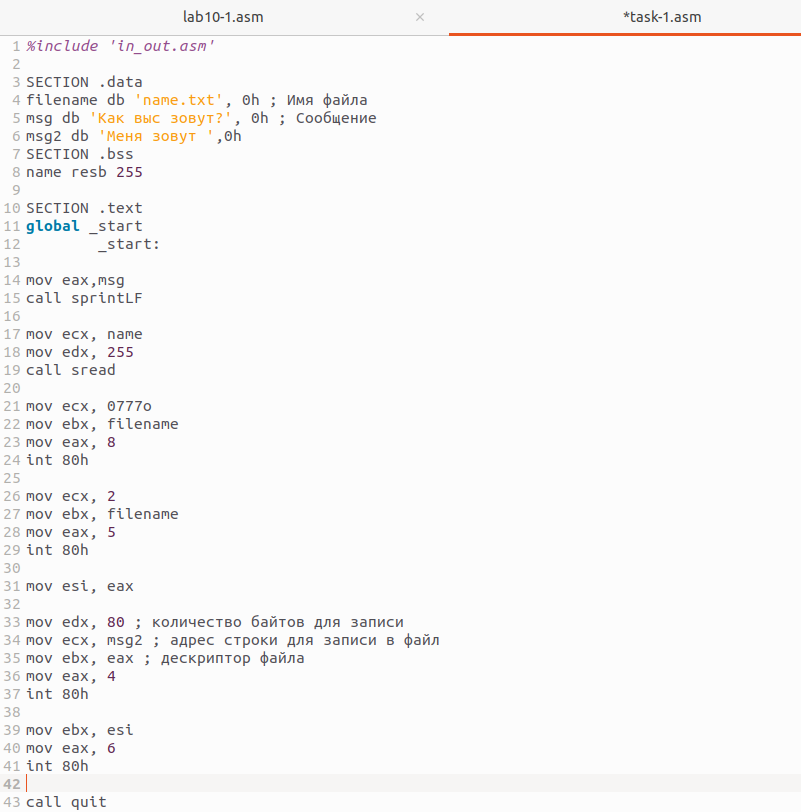 lab10-1.asm × *task-1.asm
1 %include 'in_out.asm'
2
3 SECTION .data
4 filename db 'name.txt', 0h ; Имя файла
5 msg db 'Как выс зовут?', 0h ; Сообщение
6 msg2 db 'Меня зовут ',0h
7 SECTION .bss
8 name resb 255
9
10 SECTION .text
11 global _start
12 _start:
13
14 mov eax,msg
15 call sprintLF
16
17 mov ecx, name
18 mov edx, 255
19 call sread
20
21 mov ecx, 0777o
22 mov ebx, filename
23 mov eax, 8
24 int 80h
25
26 mov ecx, 2
27 mov ebx, filename
28 mov eax, 5
29 int 80h
30
31 mov esi, eax
32
33 mov edx, 80 ; количество байтов для записи
34 mov ecx, msg2 ; адрес строки для записи в файл
35 mov ebx, eax ; дескриптор файла
36 mov eax, 4
37 int 80h
38
39 mov ebx, esi
40 mov eax, 6
41 int 80h
42
43 call quit